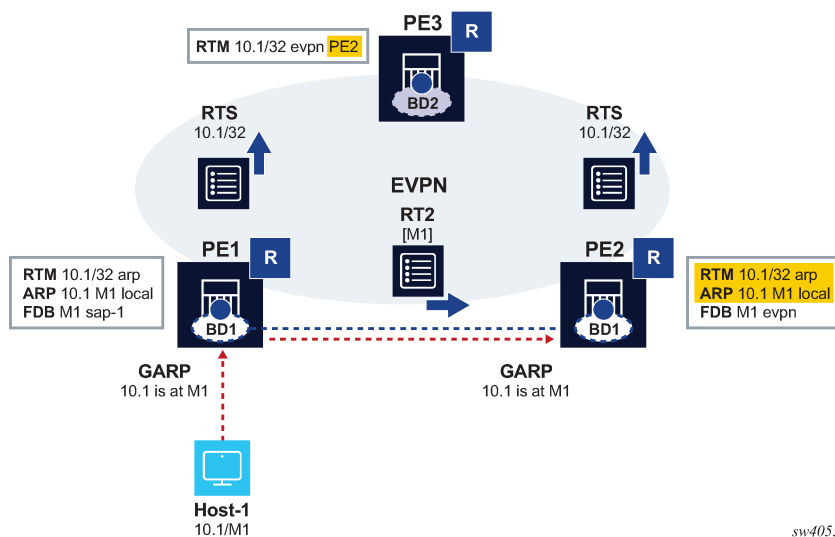 PE3
R
RTM 10.1/32 evpn PE2
BD2
RTS
10.1/32
RTS
10.1/32
EVPN
RT2
[M1]
PE1
R
PE2
R
RTM 10.1/32 arp
ARP 10.1 M1 local
FDB M1 sap-1
BD1
BD1
RTM 10.1/32 arp
ARP 10.1 M1 local
FDB M1 evpn
GARP
10.1 is at M1
GARP
10.1 is at M1
Host-1
10.1/M1
sw405.